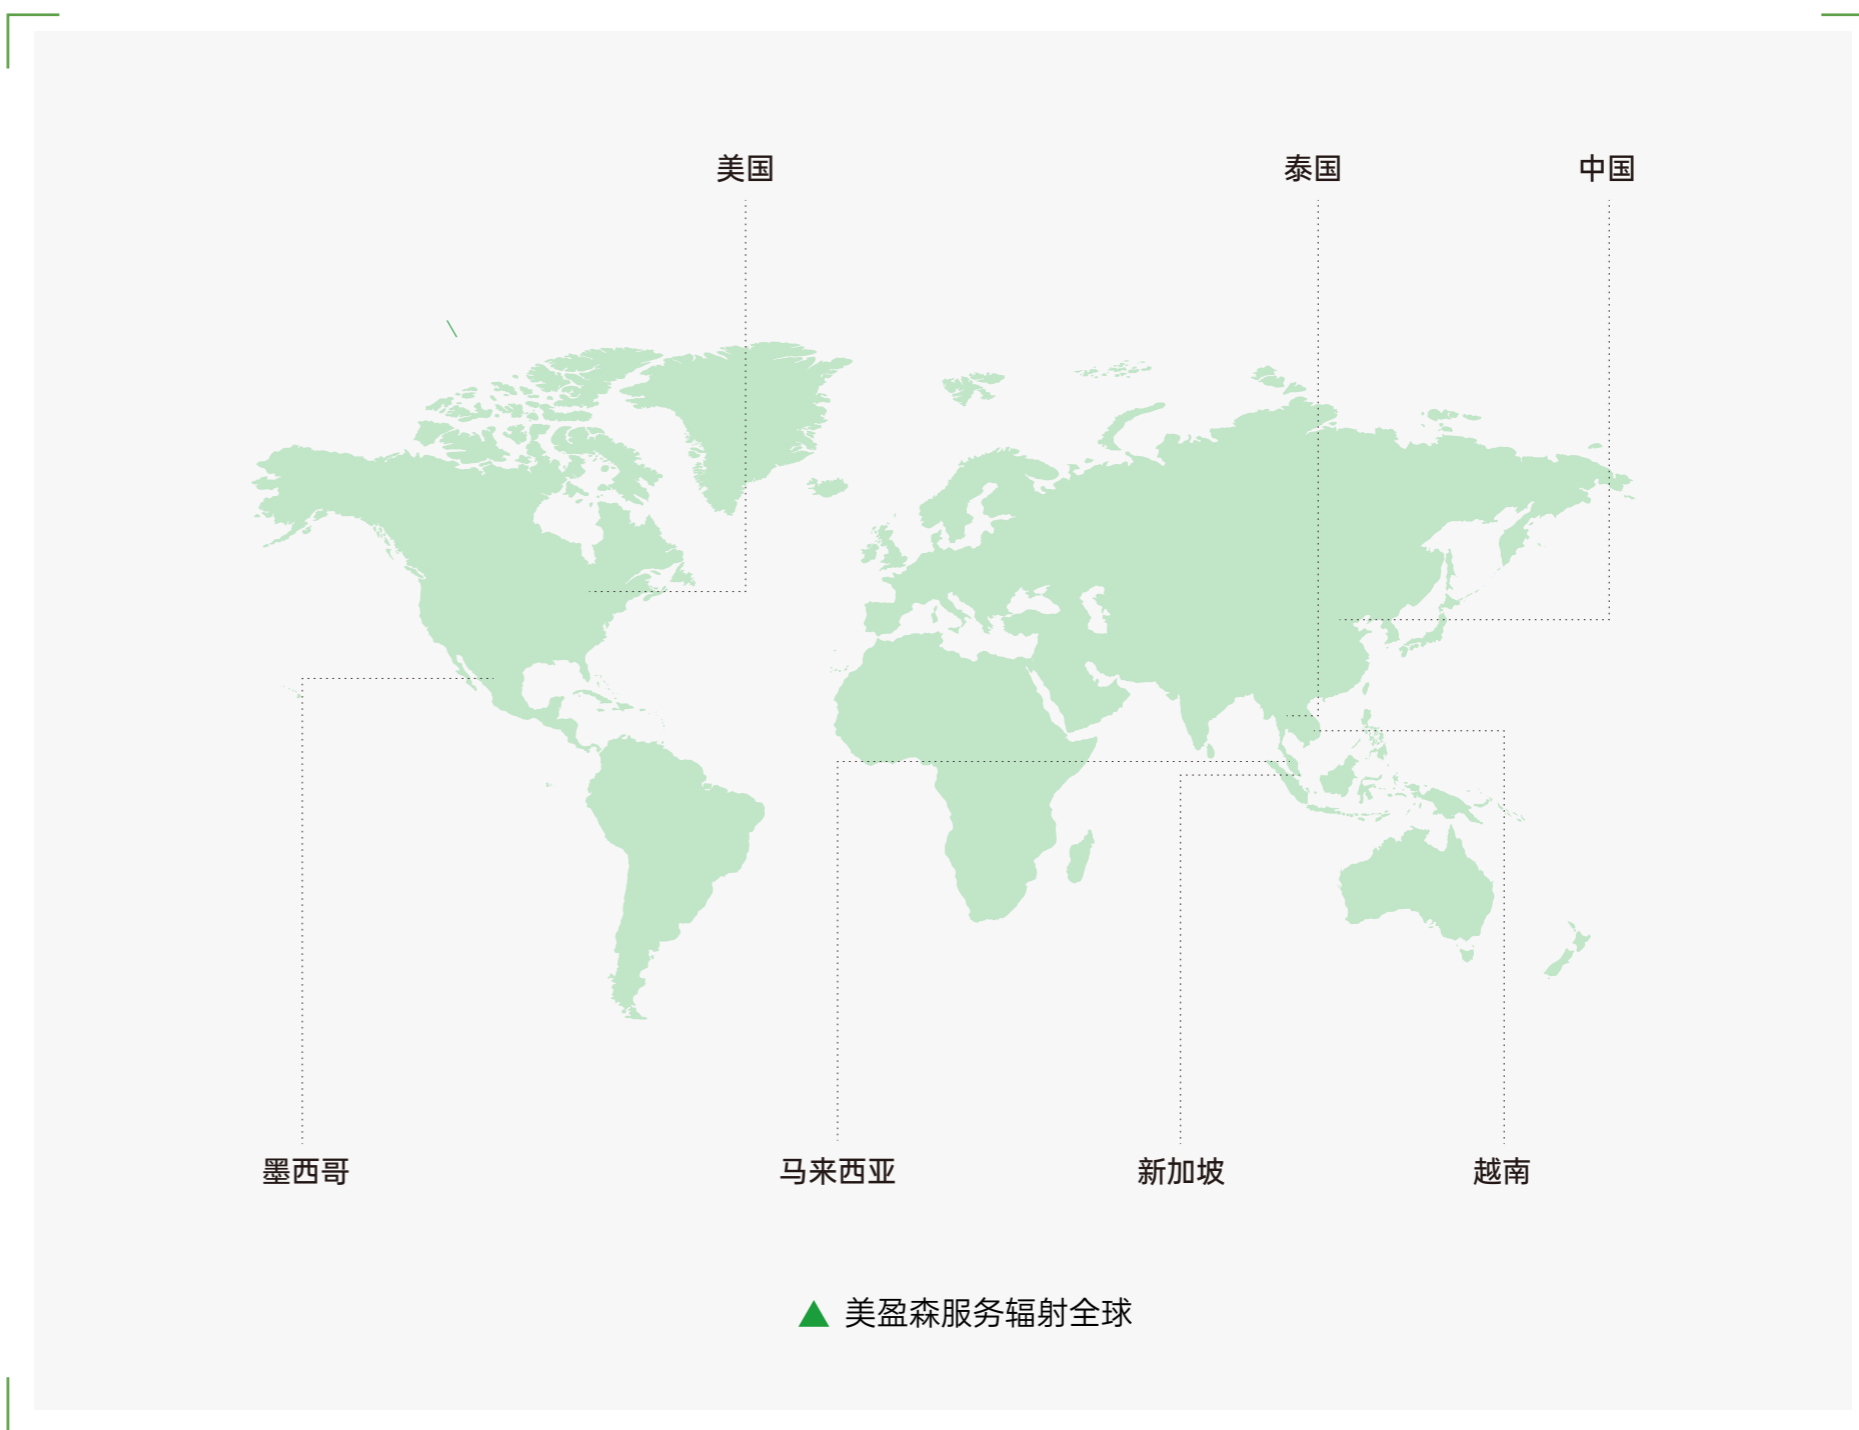 美国
泰国
中国
墨西哥
马来西亚
新加坡
越南
美盈森服务辐射全球